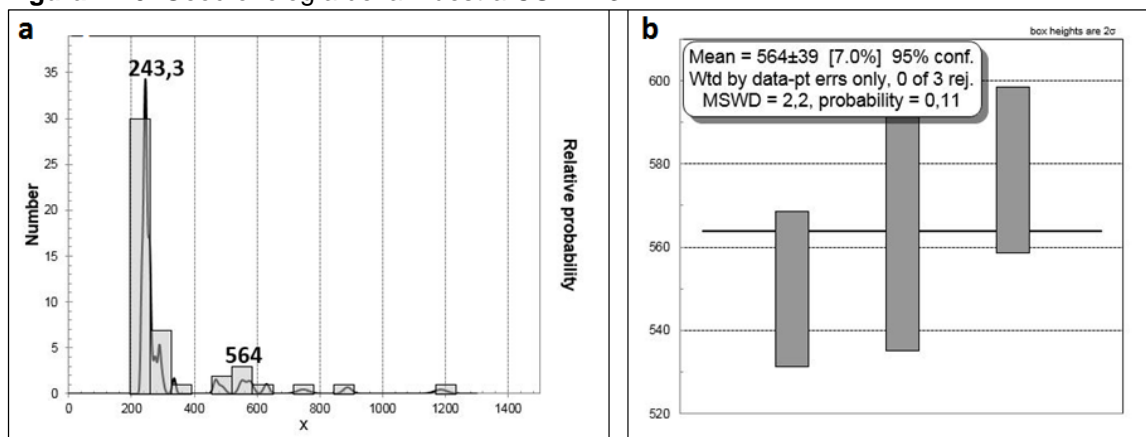 a
243,3
564
Number
Relative probability
35
30
25
20
15
10
5
0
0 200 400 600 800 1000 1200 1400
X
b
box heights are 2σ
Mean = 564±39 [7.0%] 95% conf.
Wtd by data-pt errs only, 0 of 3 rej.
MSWD = 2,2, probability = 0,11
600
580
560
540
520